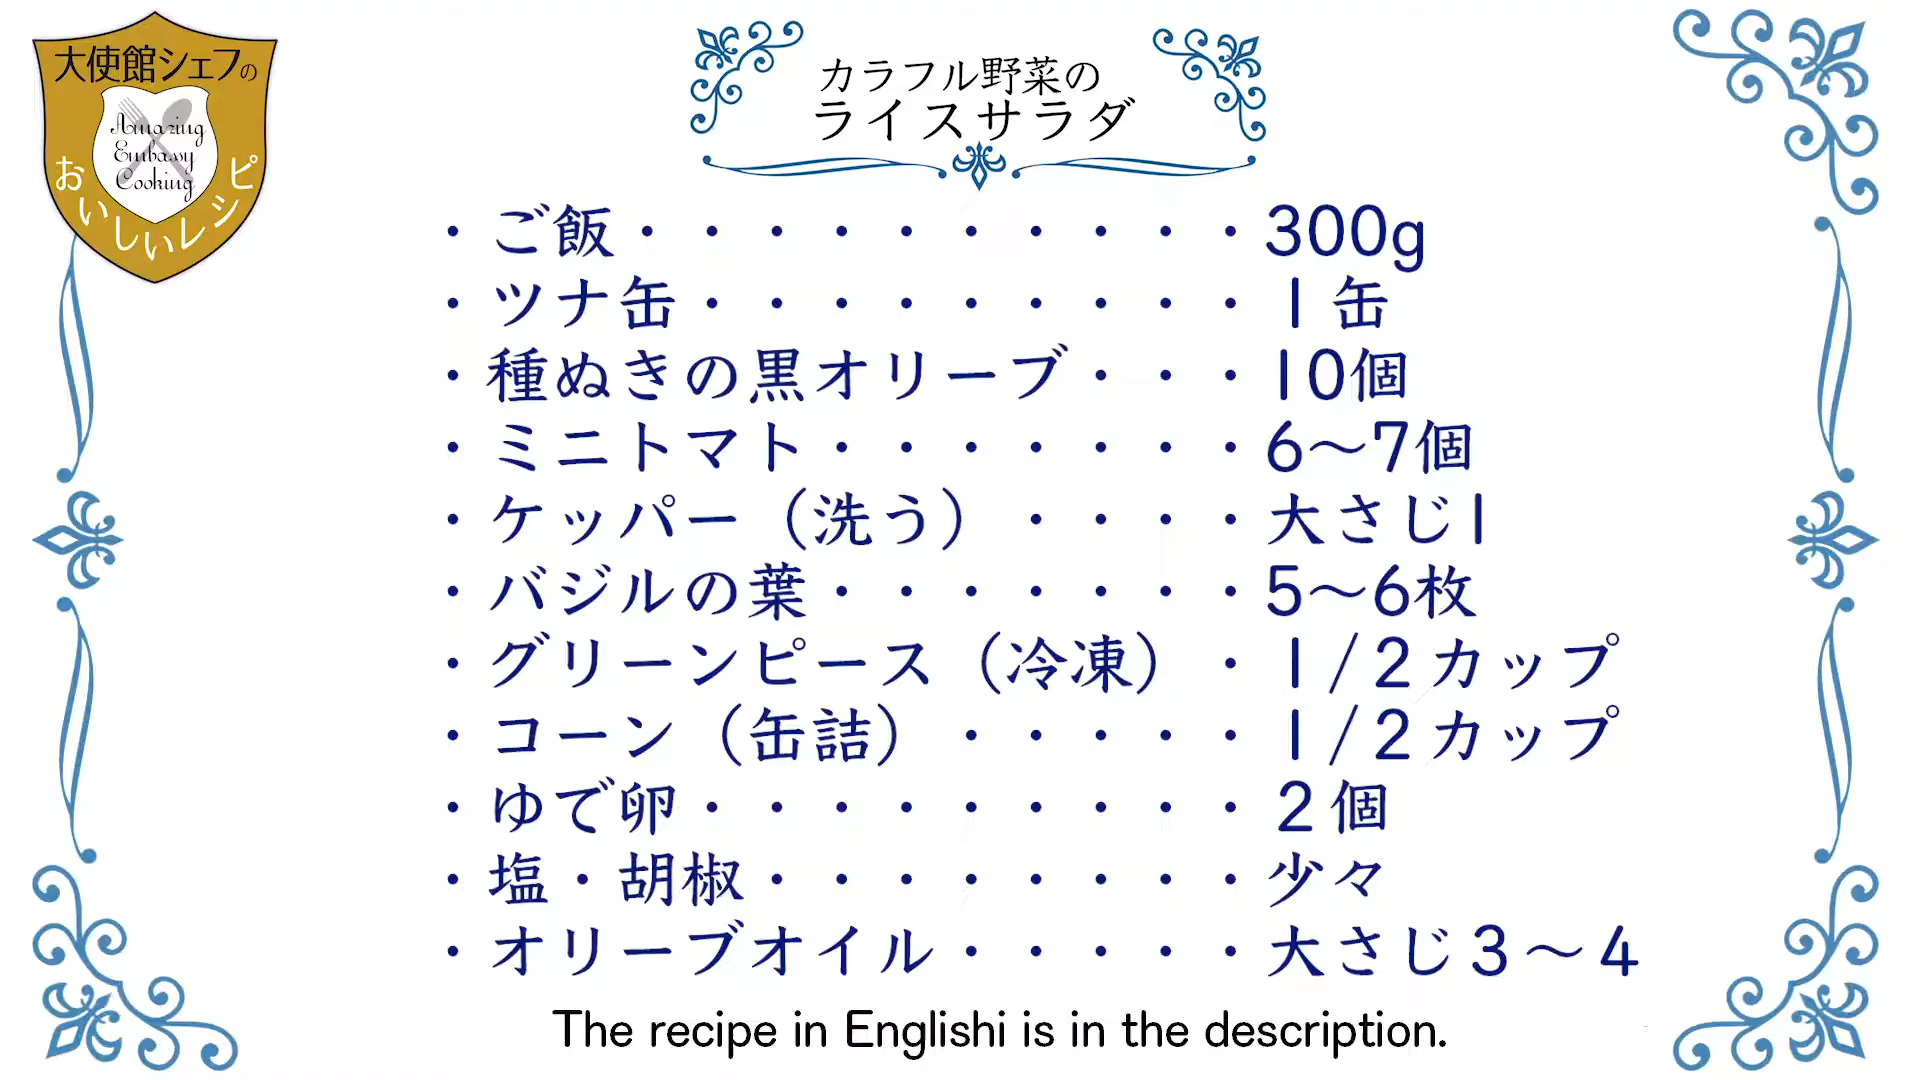 大使館シェフの
Amazing
Embassy
Cooking
おいしいレシピ
カラフル野菜の
ライスサラダ
・ご飯・・・・・・・・・・300g
・ツナ缶・・・・・・・・・1缶
・種ぬきの黒オリーブ・・・10個
・ミニトマト・・・・・・・6〜7個
・ケッパー（洗う）・・・・大さじ1
・バジルの葉・・・・・・・5〜6枚
・グリーンピース（冷凍）・1/2カップ
・コーン（缶詰）・・・・・1/2カップ
・ゆで卵・・・・・・・・・2個
・塩・胡椒・・・・・・・・少々
・オリーブオイル・・・・・大さじ3〜4
The recipe in Englishi is in the description.